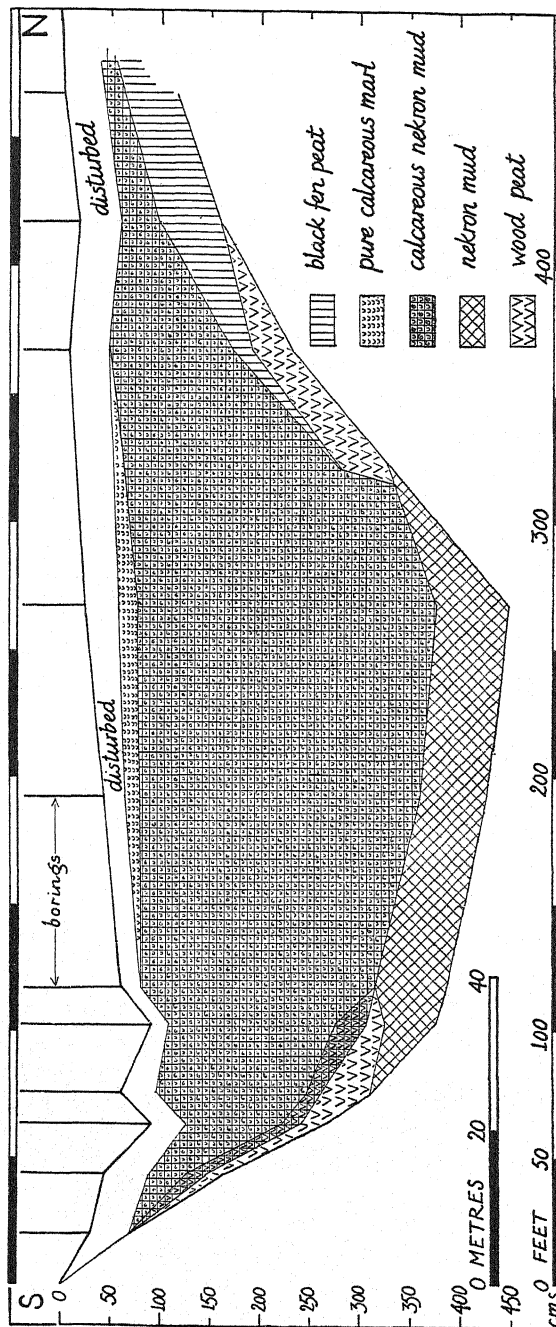 S
N
← borings →
disturbed
disturbed
0
50
100
150
200
250
300
350
400
450
cms
0 METRES 20 40
0 FEET 50 100 200 300 400
black fen peat
pure calcareous marl
calcareous nekron mud
nekron mud
wood peat